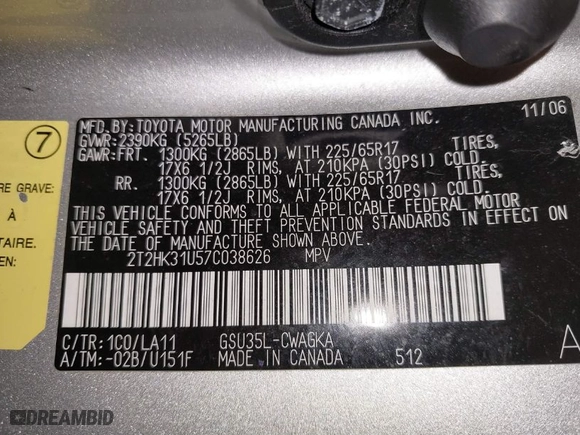 MFD. BY: TOYOTA MOTOR MANUFACTURING CANADA INC. 11/06
GVWR: 2390KG (5265LB)
GAWR: FRT. 1300KG (2865LB) WITH 225/65R17 TIRES,
17X6 1/2J RIMS, AT 210KPA (30PSI) COLD.
RR. 1300KG (2865LB) WITH 225/65R17 TIRES,
17X6 1/2J RIMS, AT 210KPA (30PSI) COLD.
THIS VEHICLE CONFORMS TO ALL APPLICABLE FEDERAL MOTOR
VEHICLE SAFETY AND THEFT PREVENTION STANDARDS IN EFFECT ON
THE DATE OF MANUFACTURE SHOWN ABOVE.
2T2HK31U57C038626 MPV
C/TR: 1C0/LA11 GSU35L-CWAGKA A
A/TM: -02B/U151F MADE IN CANADA 512
7
RE GRAVE:
À
TAIRE.
EN:
DREAMBID